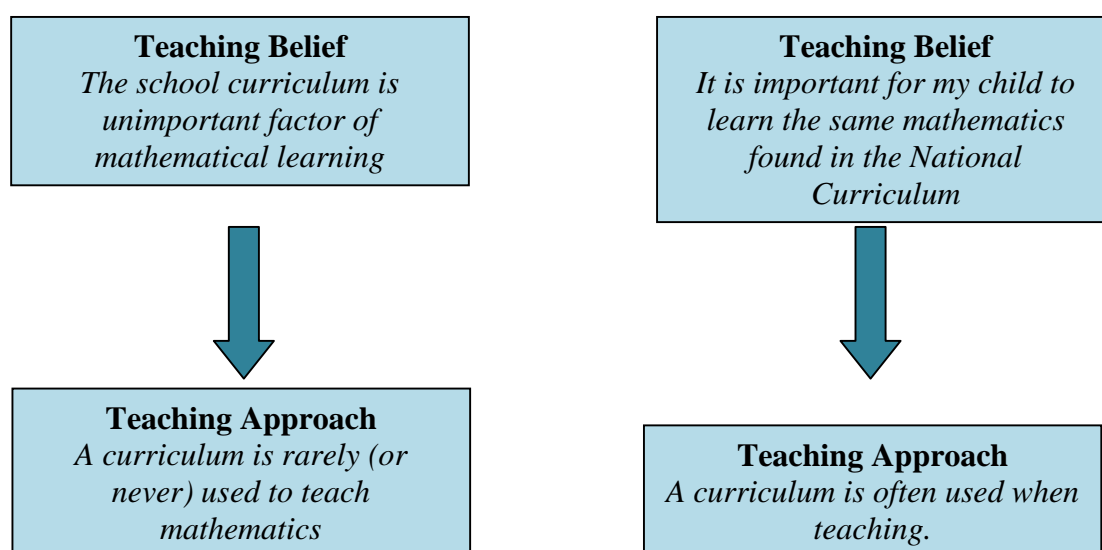 Teaching Belief
The school curriculum is
unimportant factor of
mathematical learning
Teaching Belief
It is important for my child to
learn the same mathematics
found in the National
Curriculum
Teaching Approach
A curriculum is rarely (or
never) used to teach
mathematics
Teaching Approach
A curriculum is often used when
teaching.